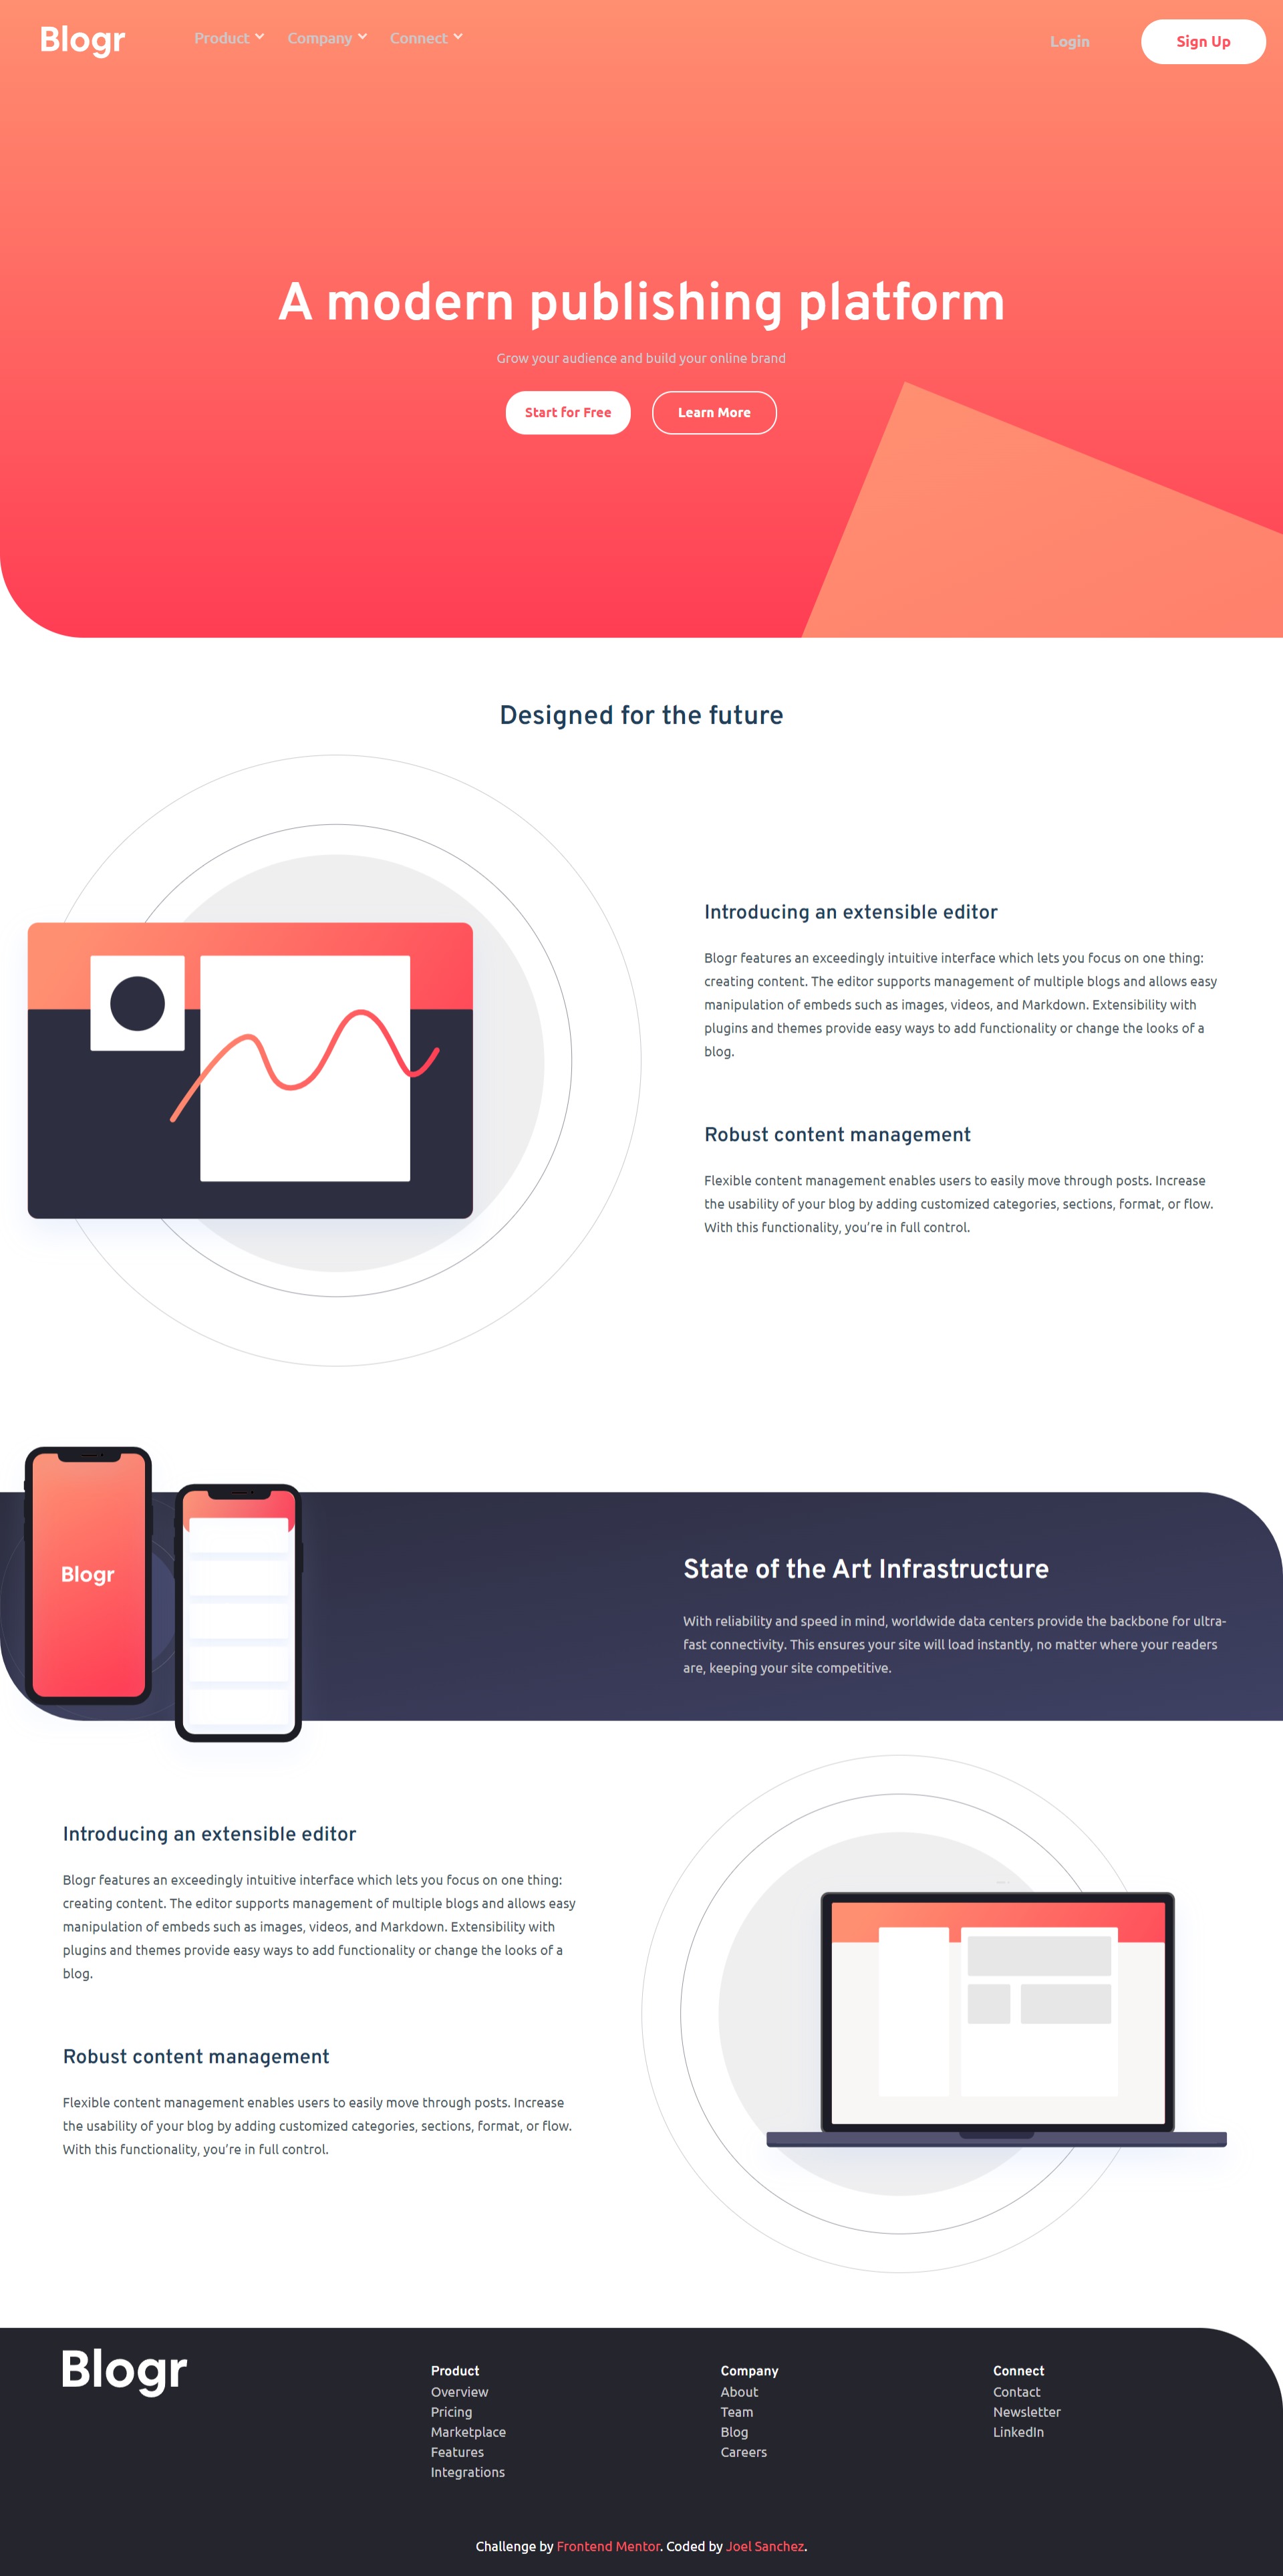 Blogr
Product
Company
Connect
Login
Sign Up
A modern publishing platform
Grow your audience and build your online brand
Start for Free
Learn More
Designed for the future
Introducing an extensible editor
Blogr features an exceedingly intuitive interface which lets you focus on one thing:
creating content. The editor supports management of multiple blogs and allows easy
manipulation of embeds such as images, videos, and Markdown. Extensibility with
plugins and themes provide easy ways to add functionality or change the looks of a
blog.
Robust content management
Flexible content management enables users to easily move through posts. Increase
the usability of your blog by adding customized categories, sections, format, or flow.
With this functionality, you’re in full control.
Blogr
State of the Art Infrastructure
With reliability and speed in mind, worldwide data centers provide the backbone for ultra-
fast connectivity. This ensures your site will load instantly, no matter where your readers
are, keeping your site competitive.
Introducing an extensible editor
Blogr features an exceedingly intuitive interface which lets you focus on one thing:
creating content. The editor supports management of multiple blogs and allows easy
manipulation of embeds such as images, videos, and Markdown. Extensibility with
plugins and themes provide easy ways to add functionality or change the looks of a
blog.
Robust content management
Flexible content management enables users to easily move through posts. Increase
the usability of your blog by adding customized categories, sections, format, or flow.
With this functionality, you’re in full control.
Blogr
Product
Overview
Pricing
Marketplace
Features
Integrations
Company
About
Team
Blog
Careers
Connect
Contact
Newsletter
LinkedIn
Challenge by Frontend Mentor. Coded by Joel Sanchez.